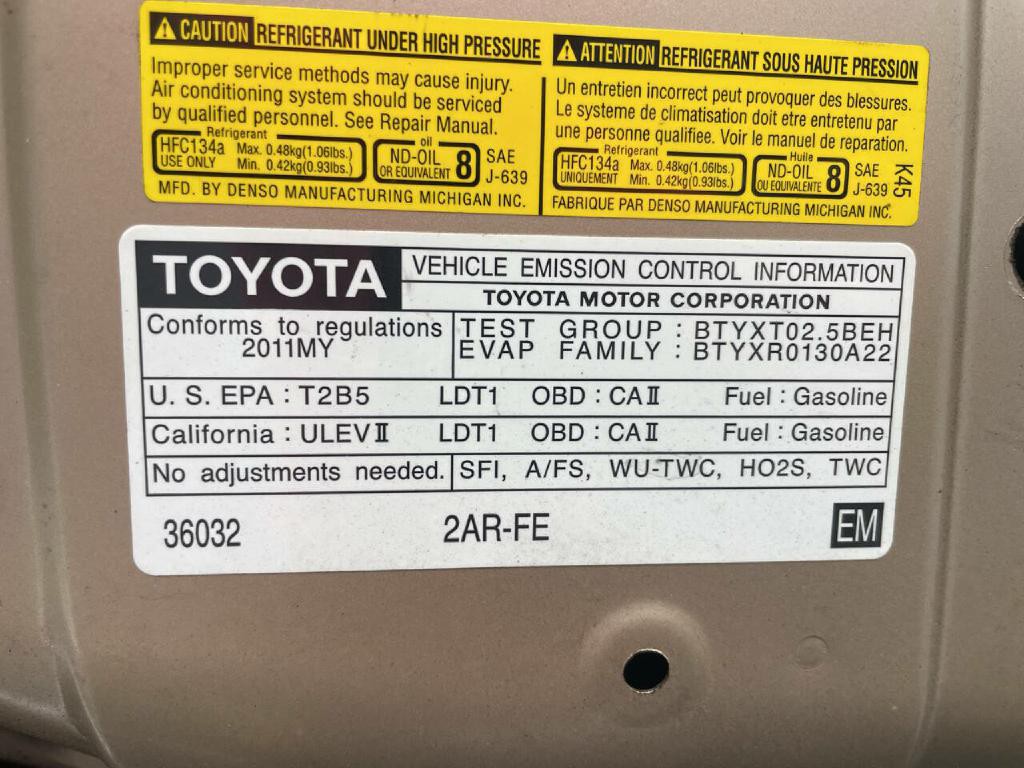 CAUTION REFRIGERANT UNDER HIGH PRESSURE
Improper service methods may cause injury.
Air conditioning system should be serviced
by qualified personnel. See Repair Manual.
Refrigerant
HFC134a Max. 0.48kg(1.06lbs.)
USE ONLY Min. 0.42kg(0.93lbs.)
oil
ND-OIL 8
OR EQUIVALENT
SAE
J-639
MFD. BY DENSO MANUFACTURING MICHIGAN INC.
ATTENTION REFRIGERANT SOUS HAUTE PRESSION
Un entretien incorrect peut provoquer des blessures.
Le systeme de climatisation doit etre entretenu par
une personne qualifiee. Voir le manuel de reparation.
Refrigerant
HFC134a Max. 0.48kg(1.06lbs.)
UNIQUEMENT Min. 0.42kg(0.93lbs.)
Huile
ND-OIL 8
OU EQUIVALENTE
SAE
J-639
K45
FABRIQUE PAR DENSO MANUFACTURING MICHIGAN INC.
TOYOTA VEHICLE EMISSION CONTROL INFORMATION
TOYOTA MOTOR CORPORATION
Conforms to regulations
2011MY
TEST GROUP : BTYXT02.5BEH
EVAP FAMILY : BTYXR0130A22
U. S. EPA : T2B5 LDT1 OBD : CAⅡ Fuel : Gasoline
California : ULEVⅡ LDT1 OBD : CAⅡ Fuel : Gasoline
No adjustments needed. SFI, A/FS, WU-TWC, HO2S, TWC
36032 2AR-FE EM